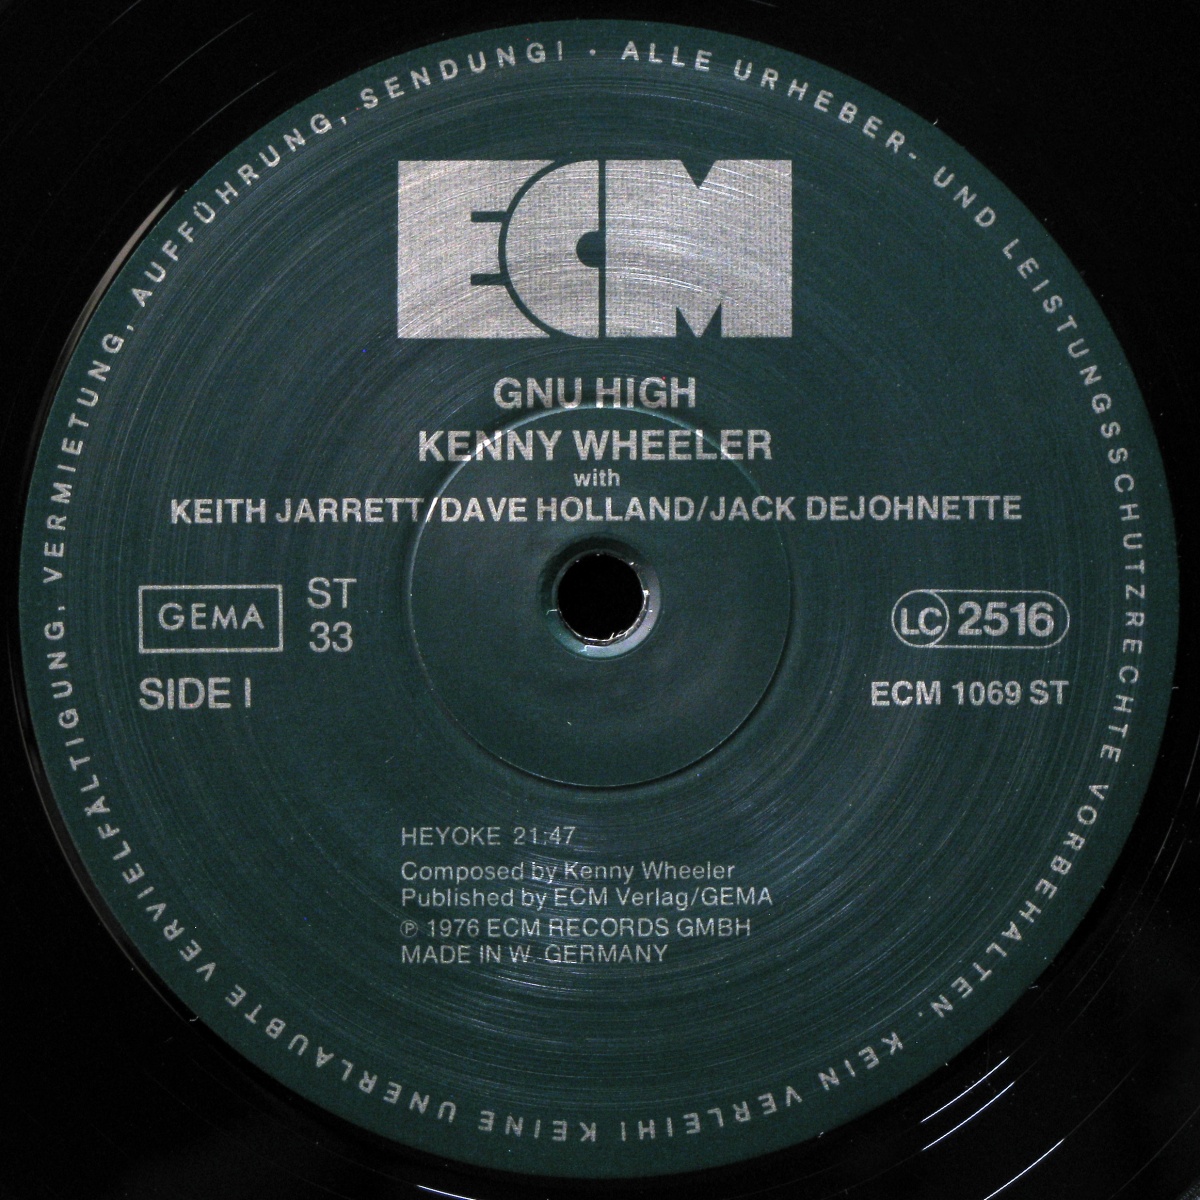 ALLE URHEBER- UND LEISTUNGSSCHUTZRECHTE VORBEHALTEN. KEIN VERLEIH! KEINE UNERLAUBTE VERVIELFÄLTIGUNG, VERMIETUNG, AUFFÜHRUNG, SENDUNG! ·
ECM
GNU HIGH
KENNY WHEELER
with
KEITH JARRETT/DAVE HOLLAND/JACK DEJOHNETTE
GEMA
ST
33
SIDE I
LC 2516
ECM 1069 ST
HEYOKE 21:47
Composed by Kenny Wheeler
Published by ECM Verlag/GEMA
℗ 1976 ECM RECORDS GMBH
MADE IN W. GERMANY